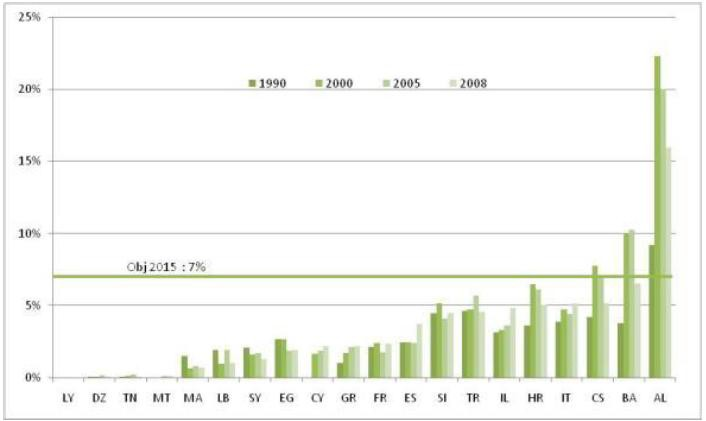 25%
1990 2000 2005 2008
20%
15%
10%
Obj 2015 : 7%
5%
0%
LY DZ TN MT MA LB SY EG CY GR FR ES SI TR IL HR IT CS BA AL